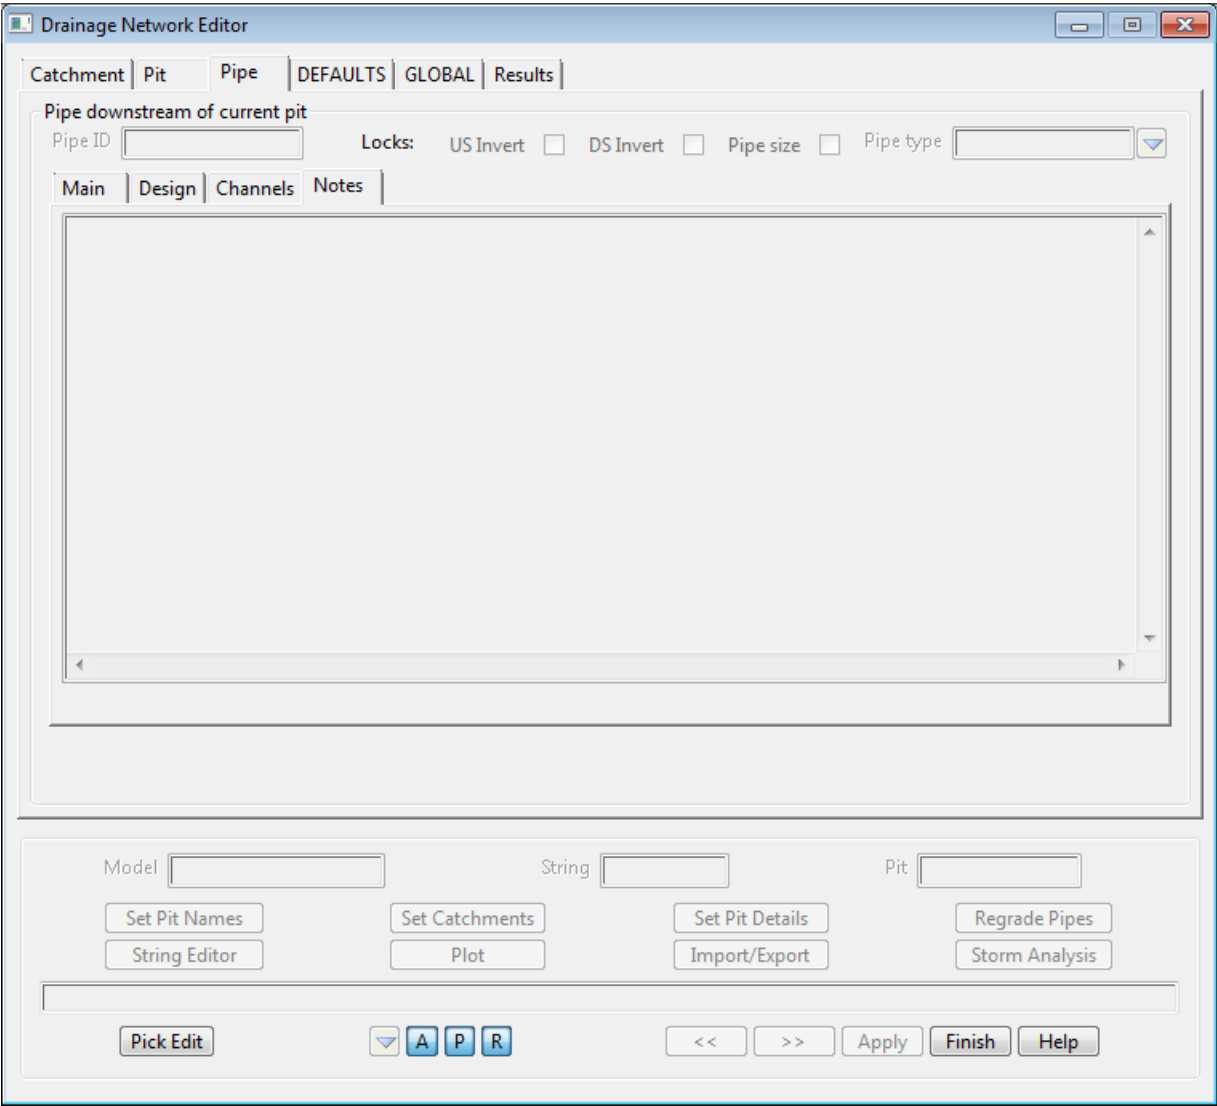 Drainage Network Editor
Catchment Pit Pipe DEFAULTS GLOBAL Results
Pipe downstream of current pit
Pipe ID Locks: US Invert DS Invert Pipe size Pipe type
Main Design Channels Notes
Model String Pit
Set Pit Names Set Catchments Set Pit Details Regrade Pipes
String Editor Plot Import/Export Storm Analysis
Pick Edit A P R << >> Apply Finish Help